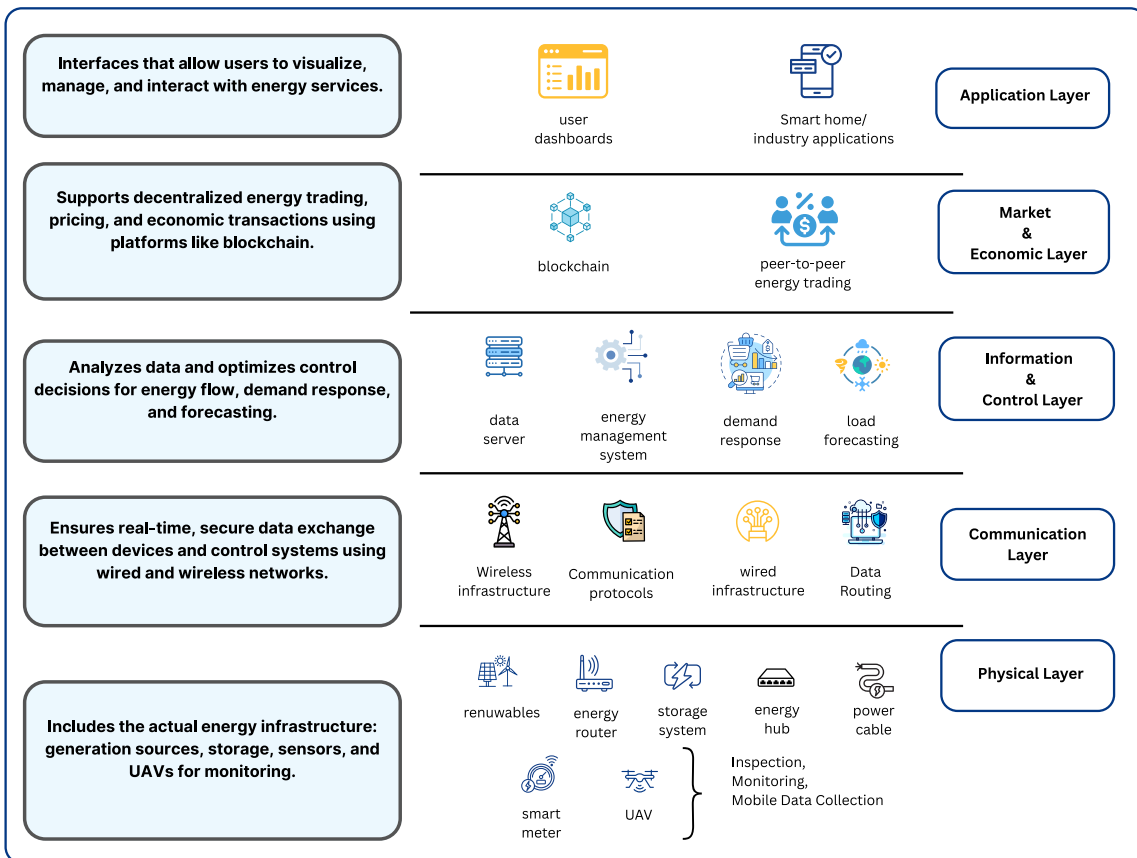 Interfaces that allow users to visualize,
manage, and interact with energy services.
user
dashboards
Smart home/
industry applications
Application Layer
Supports decentralized energy trading,
pricing, and economic transactions using
platforms like blockchain.
blockchain
peer-to-peer
energy trading
Market
&
Economic Layer
Analyzes data and optimizes control
decisions for energy flow, demand response,
and forecasting.
data
server
energy
management
system
demand
response
load
forecasting
Information
&
Control Layer
Ensures real-time, secure data exchange
between devices and control systems using
wired and wireless networks.
Wireless
infrastructure
Communication
protocols
wired
infrastructure
Data
Routing
Communication
Layer
Includes the actual energy infrastructure:
generation sources, storage, sensors, and
UAVs for monitoring.
renuwables
energy
router
storage
system
energy
hub
power
cable
Physical Layer
smart
meter
UAV
Inspection,
Monitoring,
Mobile Data Collection